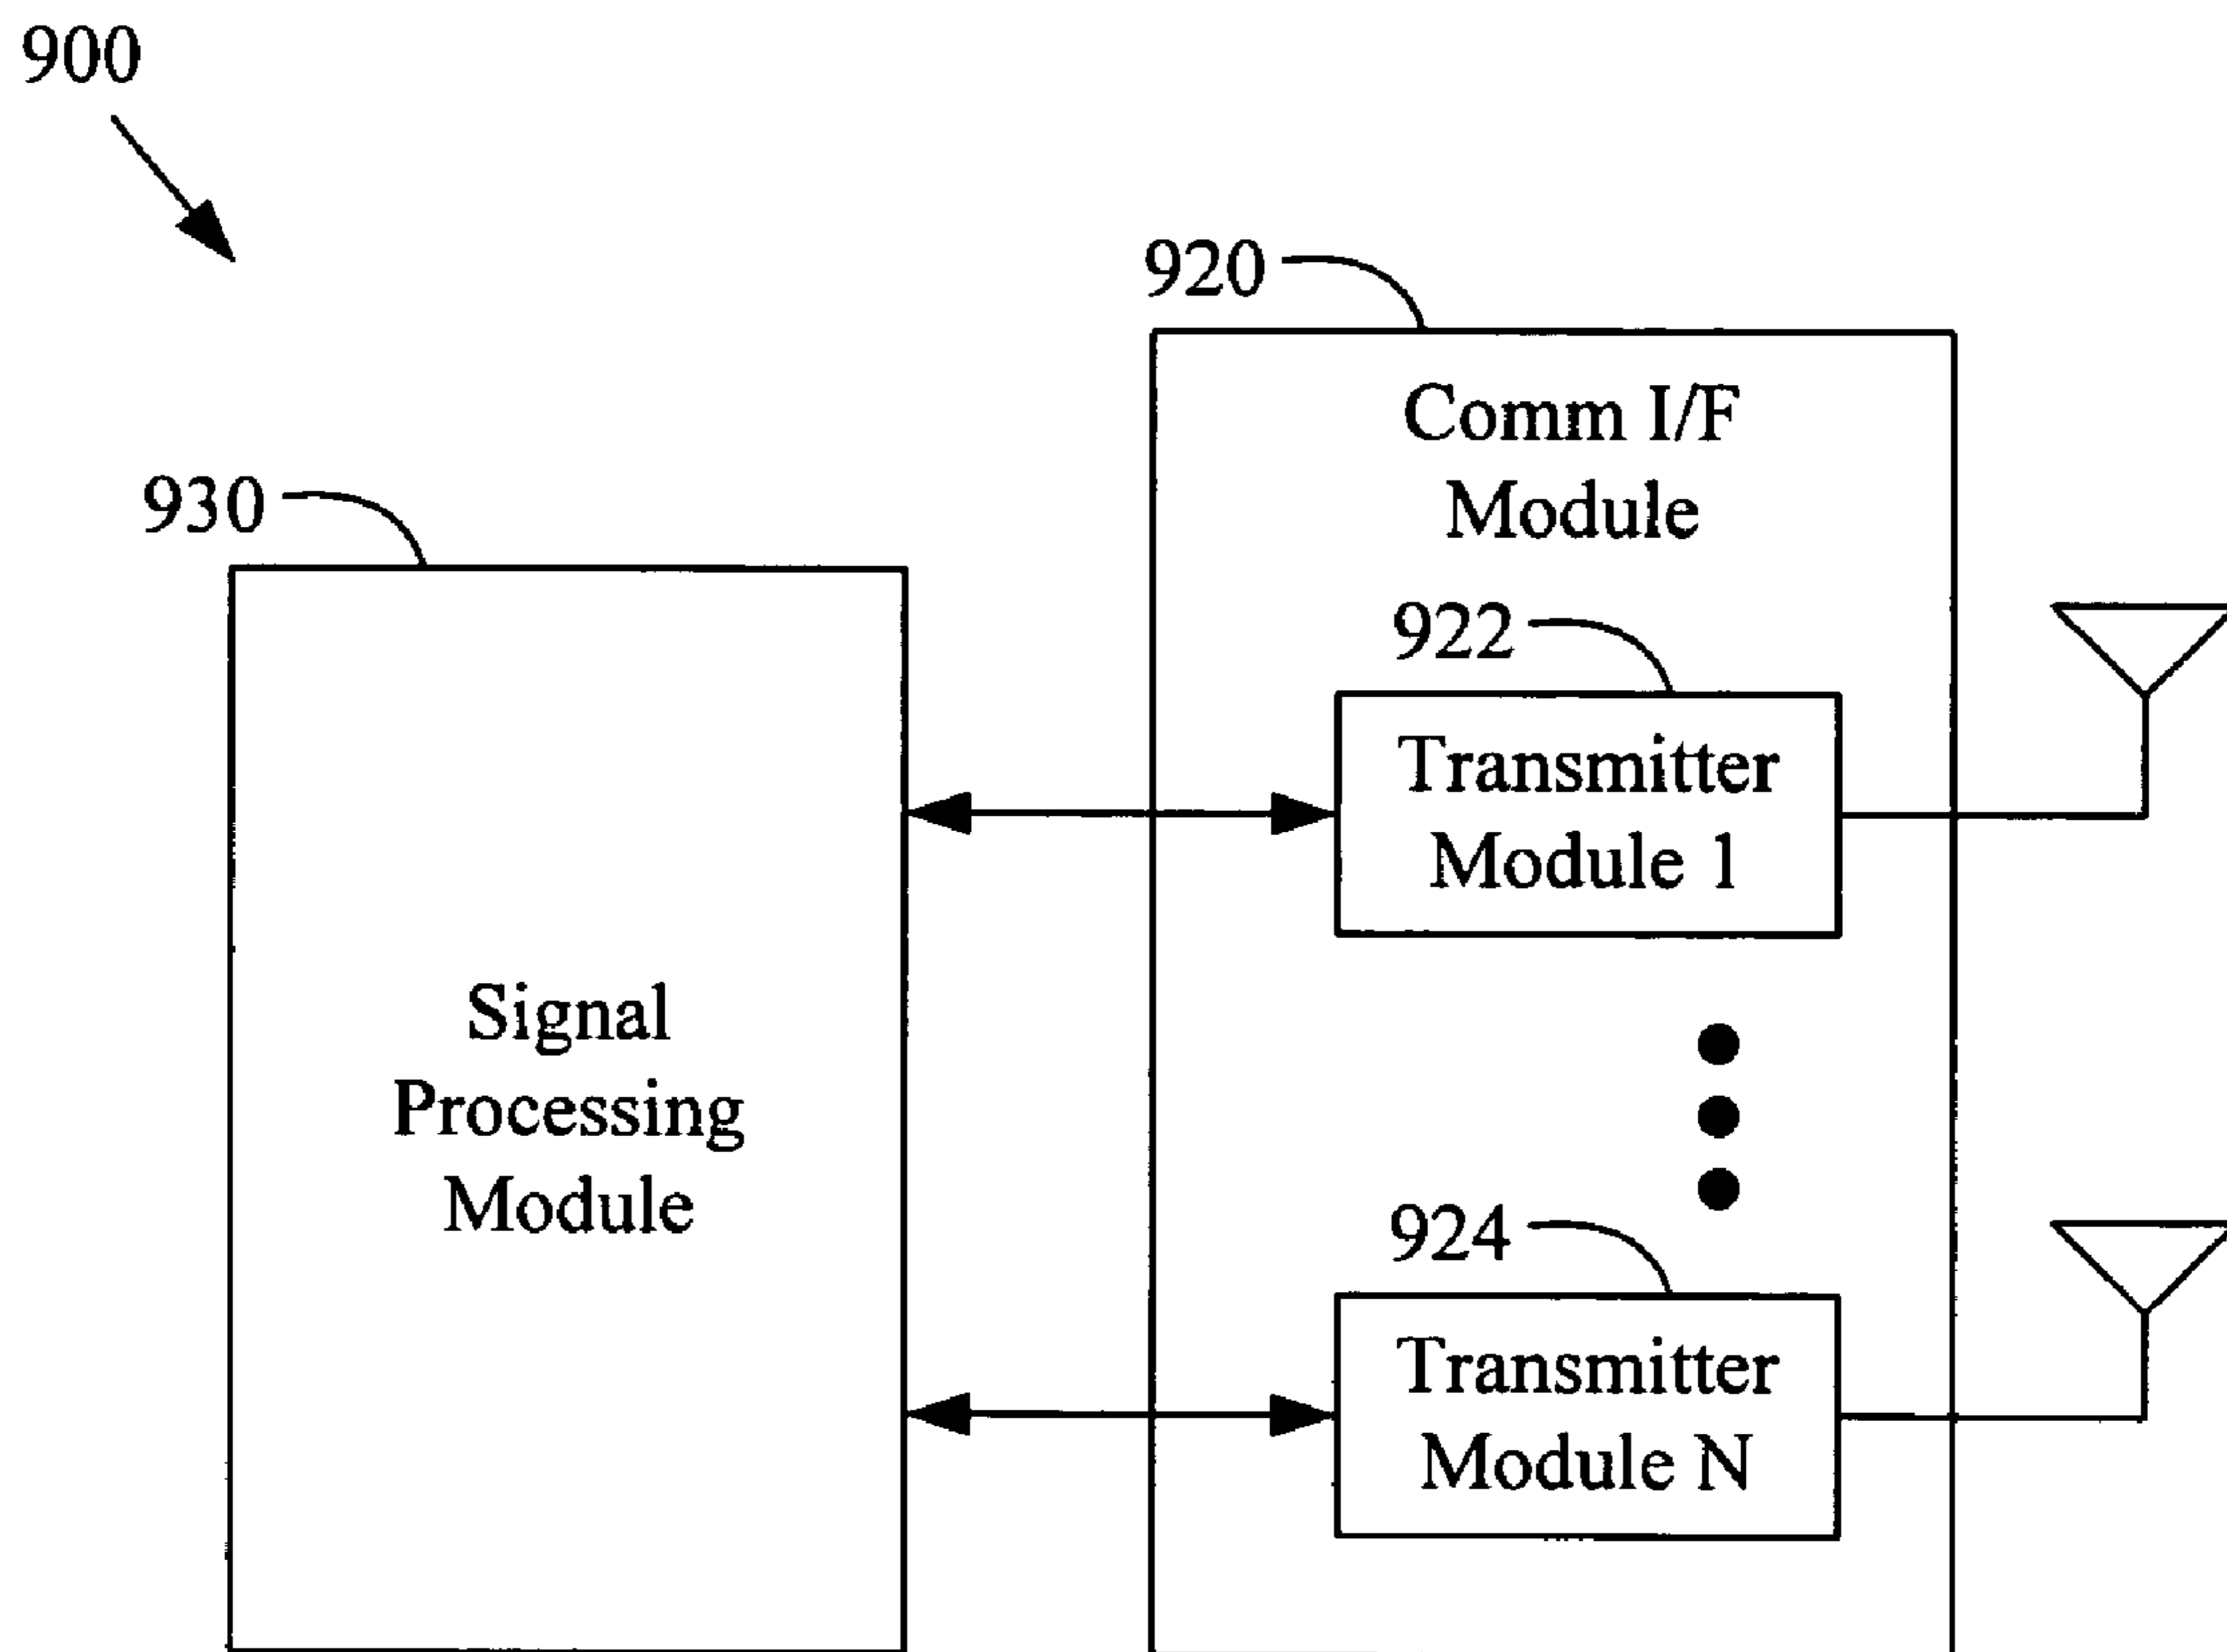 900
920
Comm I/F
Module
930
922
Transmitter
Module 1
Signal
Processing
Module
924
Transmitter
Module N